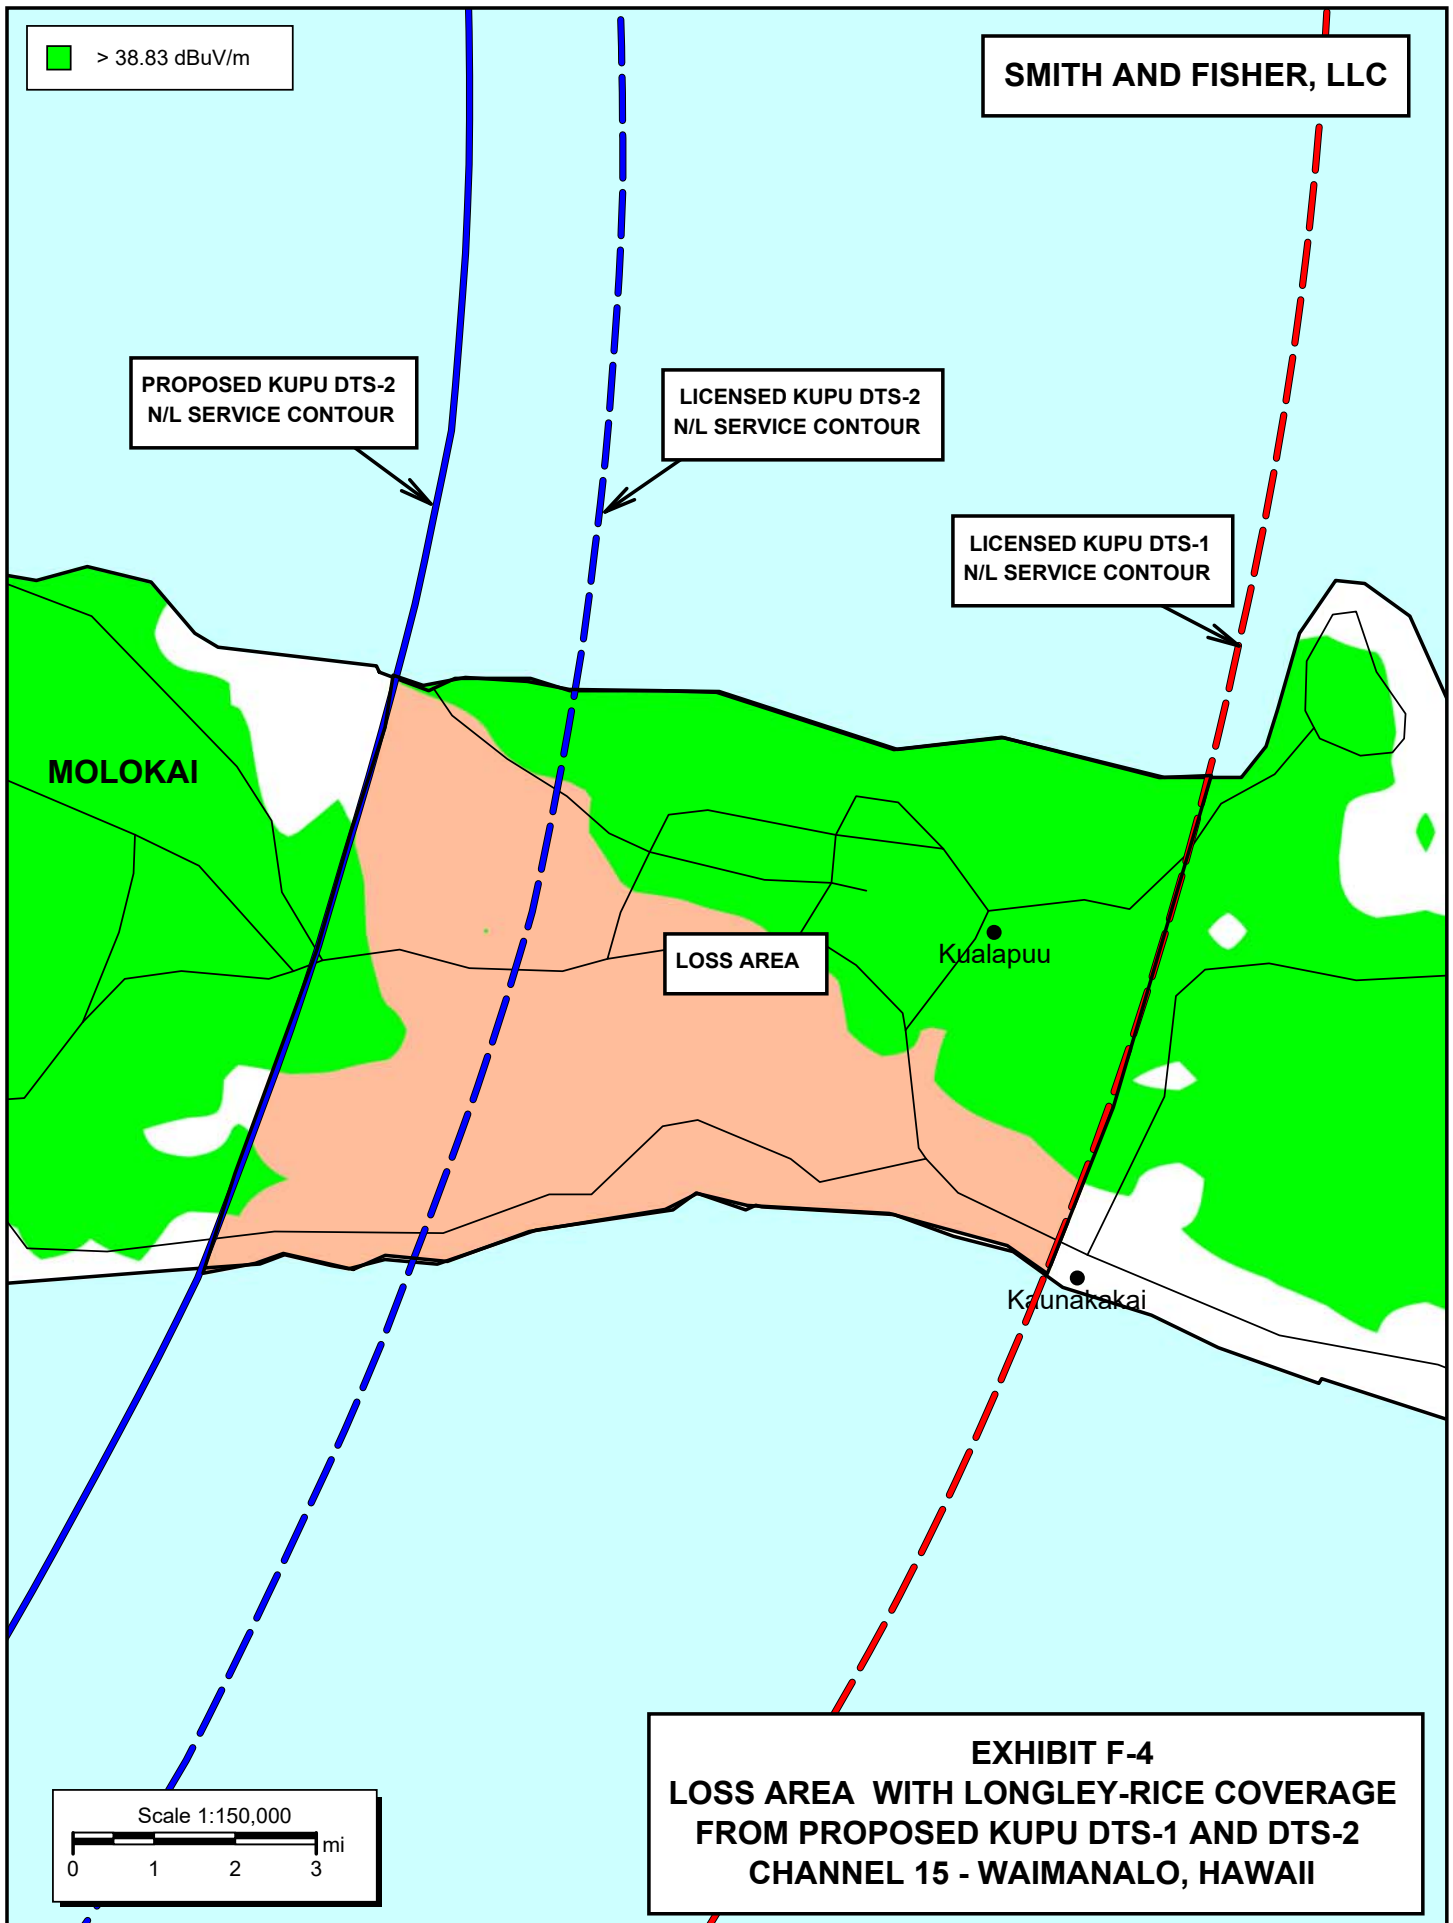 > 38.83 dBuV/m
SMITH AND FISHER, LLC
PROPOSED KUPU DTS-2
N/L SERVICE CONTOUR
LICENSED KUPU DTS-2
N/L SERVICE CONTOUR
LICENSED KUPU DTS-1
N/L SERVICE CONTOUR
MOLOKAI
LOSS AREA
Kualapuu
Kaunakakai
EXHIBIT F-4
LOSS AREA WITH LONGLEY-RICE COVERAGE
FROM PROPOSED KUPU DTS-1 AND DTS-2
CHANNEL 15 - WAIMANALO, HAWAII
Scale 1:150,000
mi
0 1 2 3